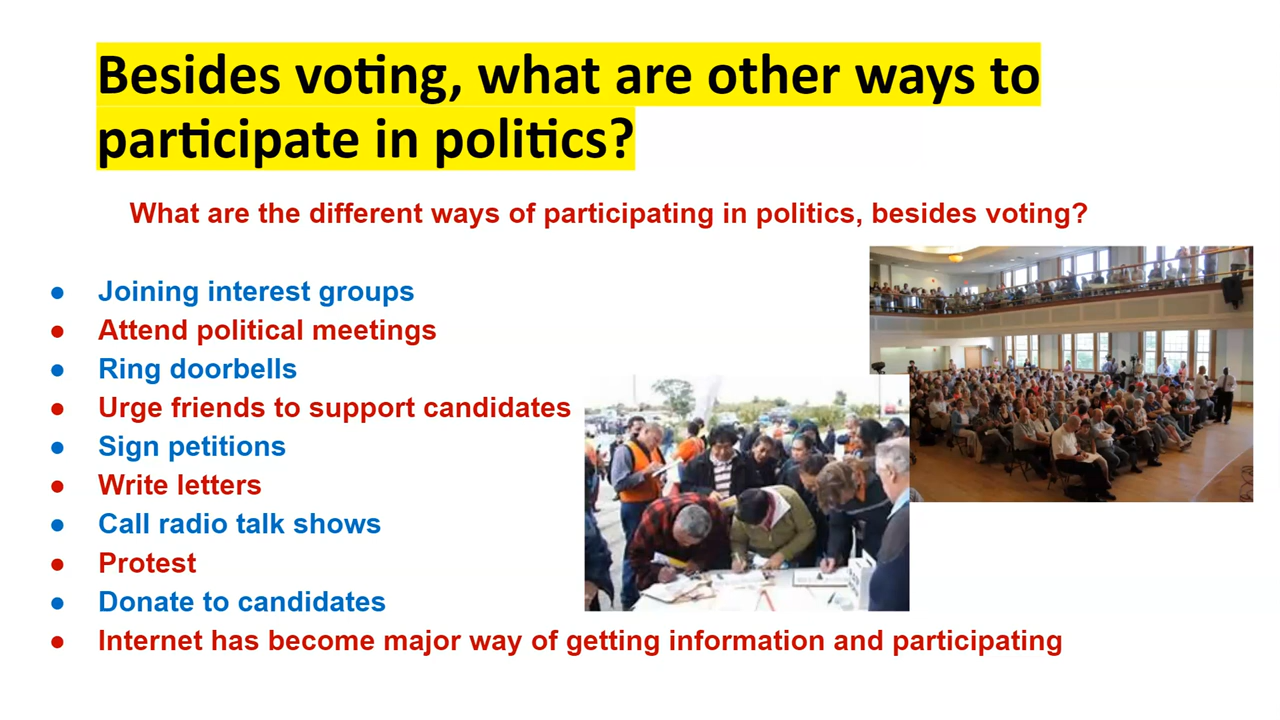 Besides voting, what are other ways to
participate in politics?
What are the different ways of participating in politics, besides voting?
● Joining interest groups
● Attend political meetings
● Ring doorbells
● Urge friends to support candidates
● Sign petitions
● Write letters
● Call radio talk shows
● Protest
● Donate to candidates
● Internet has become major way of getting information and participating